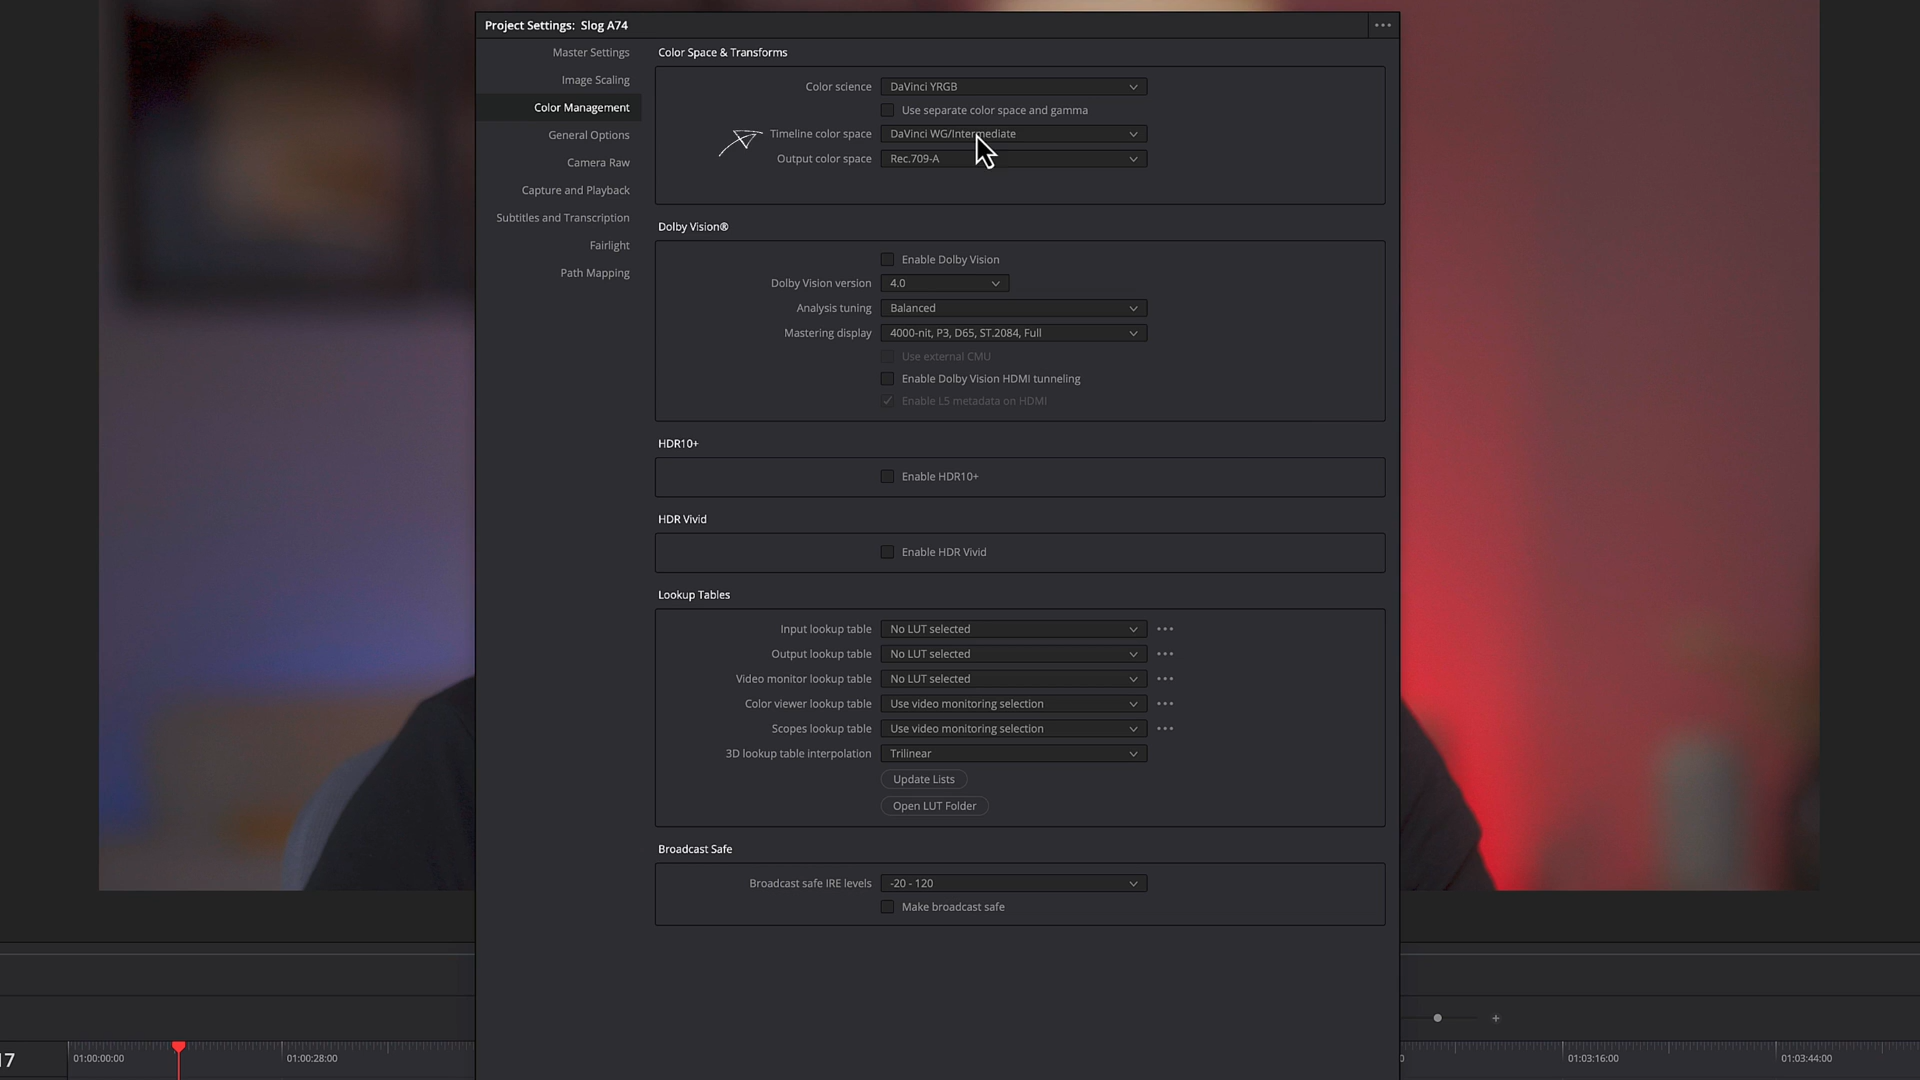 Project Settings: Slog A74
Master Settings
Image Scaling
Color Management
General Options
Camera Raw
Capture and Playback
Subtitles and Transcription
Fairlight
Path Mapping
Color Space & Transforms
Color science DaVinci YRGB
Use separate color space and gamma
Timeline color space DaVinci WG/Intermediate
Output color space Rec.709-A
Dolby Vision®
Enable Dolby Vision
Dolby Vision version 4.0
Analysis tuning Balanced
Mastering display 4000-nit, P3, D65, ST.2084, Full
Use external CMU
Enable Dolby Vision HDMI tunneling
Enable L5 metadata on HDMI
HDR10+
Enable HDR10+
HDR Vivid
Enable HDR Vivid
Lookup Tables
Input lookup table No LUT selected
Output lookup table No LUT selected
Video monitor lookup table No LUT selected
Color viewer lookup table Use video monitoring selection
Scopes lookup table Use video monitoring selection
3D lookup table interpolation Trilinear
Update Lists
Open LUT Folder
Broadcast Safe
Broadcast safe IRE levels -20 - 120
Make broadcast safe
17 01:00:00:00 01:00:28:00 0 01:03:16:00 01:03:44:00